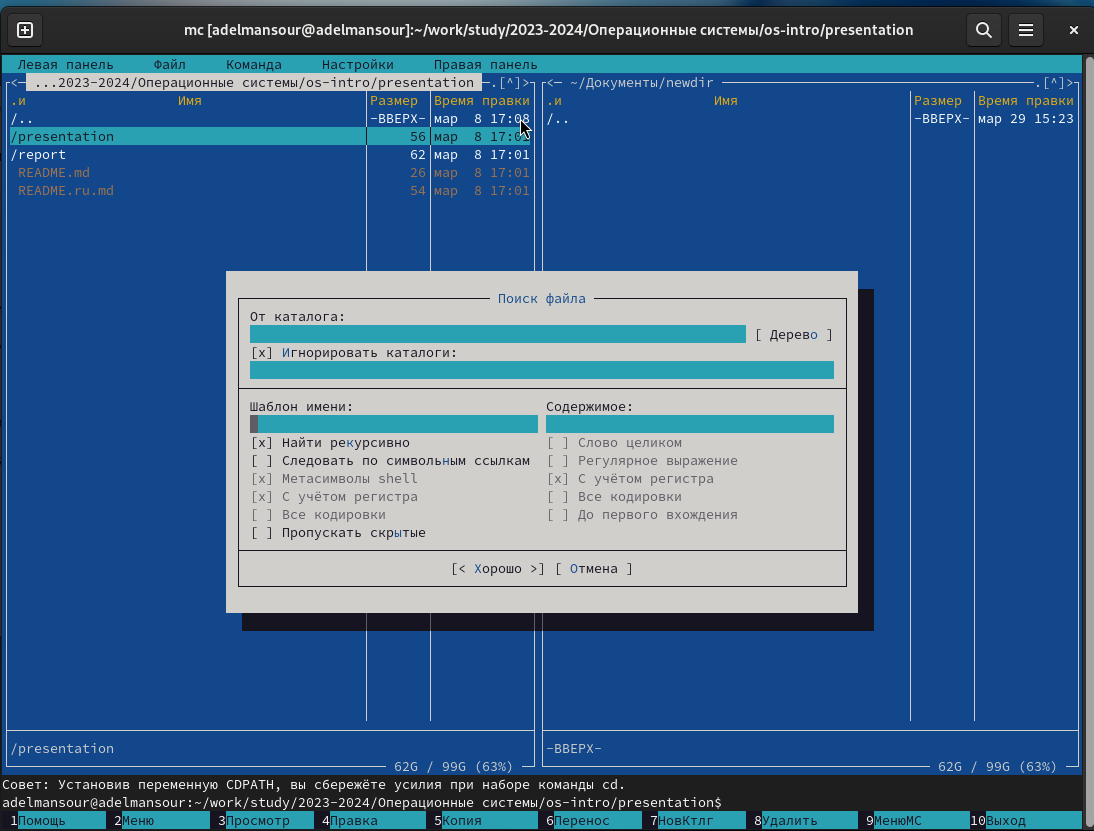 mc [adelmansour@adelmansour]:~/work/study/2023-2024/Операционные системы/os-intro/presentation
Левая панель Файл Команда Настройки Правая панель
<— ...2023-2024/Операционные системы/os-intro/presentation —.[^]>
.и Имя Размер Время правки
/.. -ВВЕРХ- мар 8 17:08
/presentation 56 мар 8 17:0
/report 62 мар 8 17:01
README.md 26 мар 8 17:01
README.ru.md 54 мар 8 17:01
<— ~/Документы/newdir —.[^]>
.и Имя Размер Время правки
/.. -ВВЕРХ- мар 29 15:23
Поиск файла
От каталога:
[ Дерево ]
[x] Игнорировать каталоги:
Шаблон имени:
[x] Найти рекурсивно
[ ] Следовать по символьным ссылкам
[x] Метасимволы shell
[x] С учётом регистра
[ ] Все кодировки
[ ] Пропускать скрытые
Содержимое:
[ ] Слово целиком
[ ] Регулярное выражение
[x] С учётом регистра
[ ] Все кодировки
[ ] До первого вхождения
[< Хорошо >] [ Отмена ]
/presentation
62G / 99G (63%)
-ВВЕРХ-
62G / 99G (63%)
Совет: Установив переменную CDPATH, вы сбережёте усилия при наборе команды cd.
adelmansour@adelmansour:~/work/study/2023-2024/Операционные системы/os-intro/presentation$
1Помощь 2Меню 3Просмотр 4Правка 5Копия 6Перенос 7НовКтлг 8Удалить 9МенюМС 10Выход